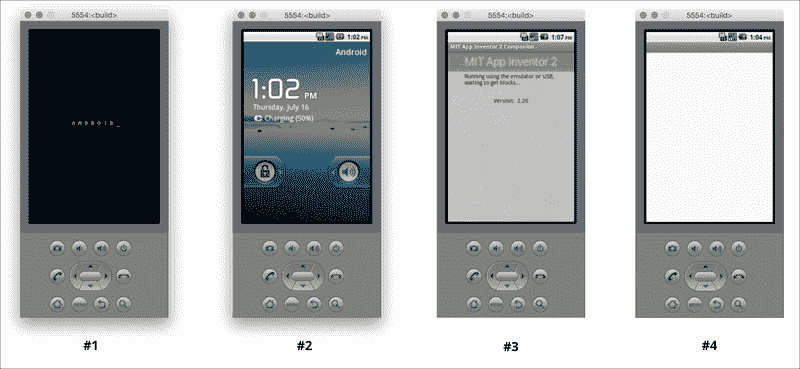 5554:<build>
ANDROID_
#1
5554:<build>
1:02 PM
Android
1:02 PM
Thursday, July 16
Charging (50%)
MENU
#2
5554:<build>
1:07 PM
MIT App Inventor 2 Companion
MIT App Inventor 2
Running using the emulator or USB,
waiting to get blocks...
Version: 2.26
#3
5554:<build>
1:04 PM
#4